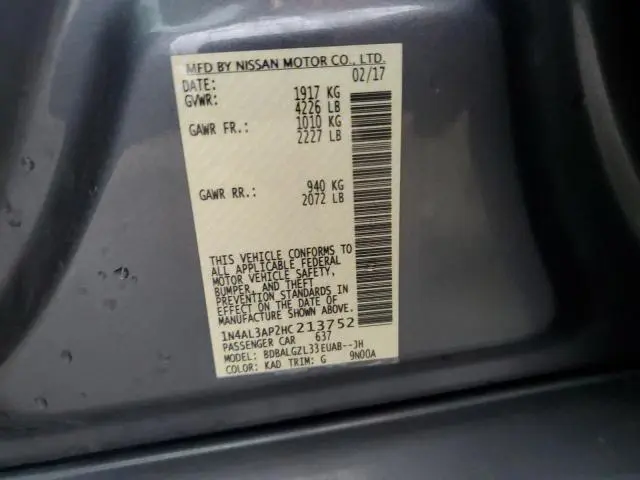 MFD BY NISSAN MOTOR CO., LTD.
DATE: 02/17
GVWR: 1917 KG
4226 LB
GAWR FR.: 1010 KG
2227 LB
GAWR RR.: 940 KG
2072 LB
THIS VEHICLE CONFORMS TO
ALL APPLICABLE FEDERAL
MOTOR VEHICLE SAFETY,
BUMPER, AND THEFT
PREVENTION STANDARDS IN
EFFECT ON THE DATE OF
MANUFACTURE SHOWN ABOVE.
1N4AL3AP2HC213752
PASSENGER CAR 637
MODEL: BDBALGZL33EUAB--JH
COLOR: KAD TRIM: G 9N00A